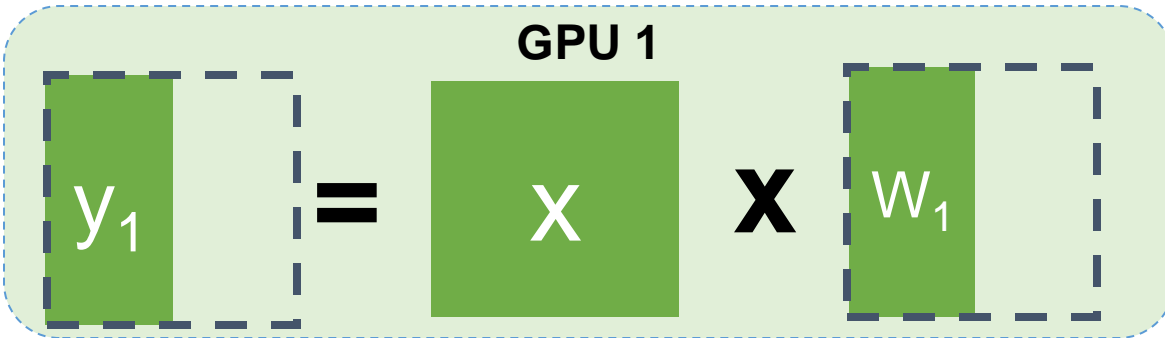 GPU 1
y₁ = X x W₁